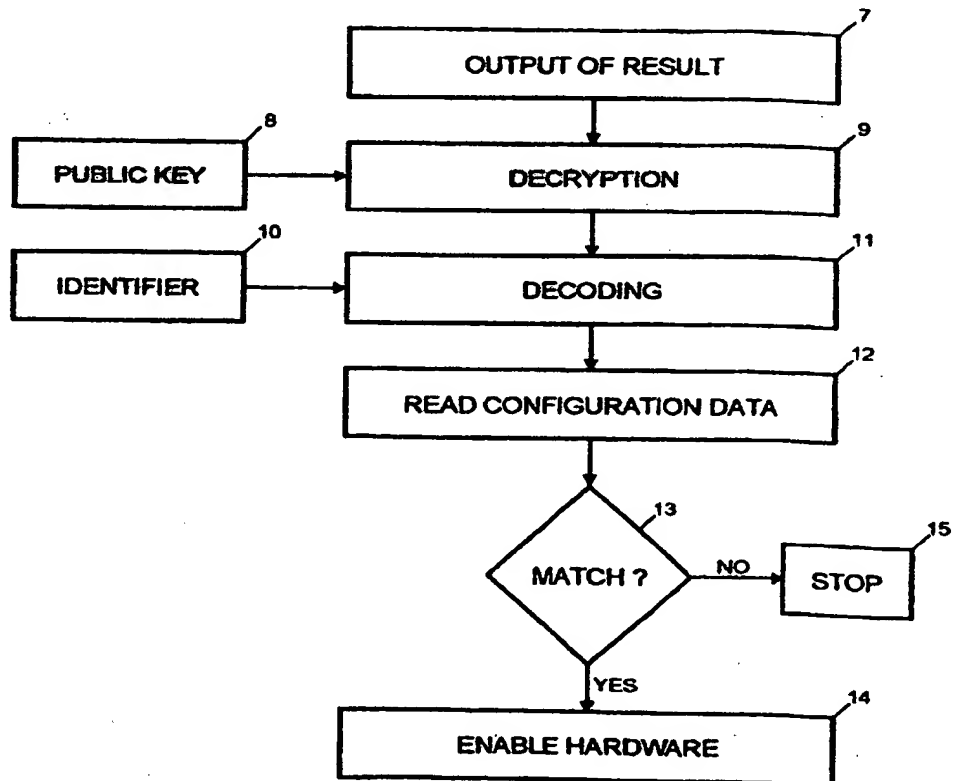 7
OUTPUT OF RESULT
8
PUBLIC KEY
9
DECRYPTION
10
IDENTIFIER
11
DECODING
12
READ CONFIGURATION DATA
13
MATCH ?
NO
15
STOP
YES
14
ENABLE HARDWARE